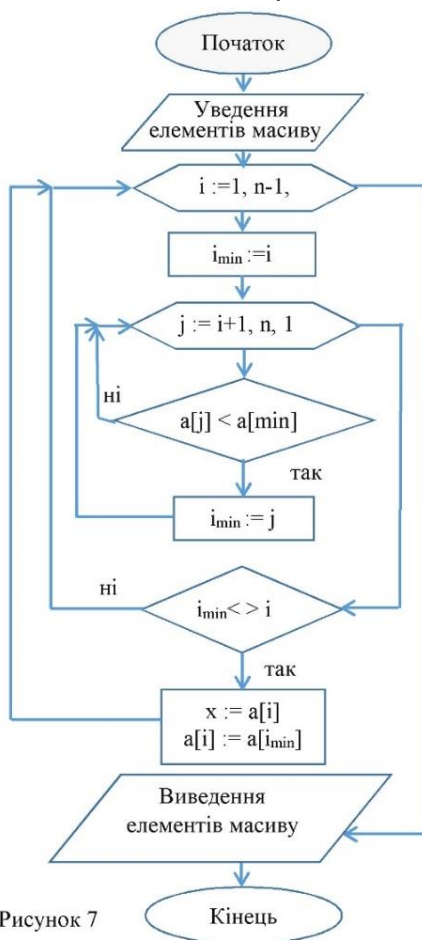 Початок
Уведення
елементів масиву
i :=1, n-1,
imin :=i
j := i+1, n, 1
ні
a[j] < a[min]
так
imin := j
ні
imin< > i
так
x := a[i]
a[i] := a[imin]
Виведення
елементів масиву
Рисунок 7
Кінець